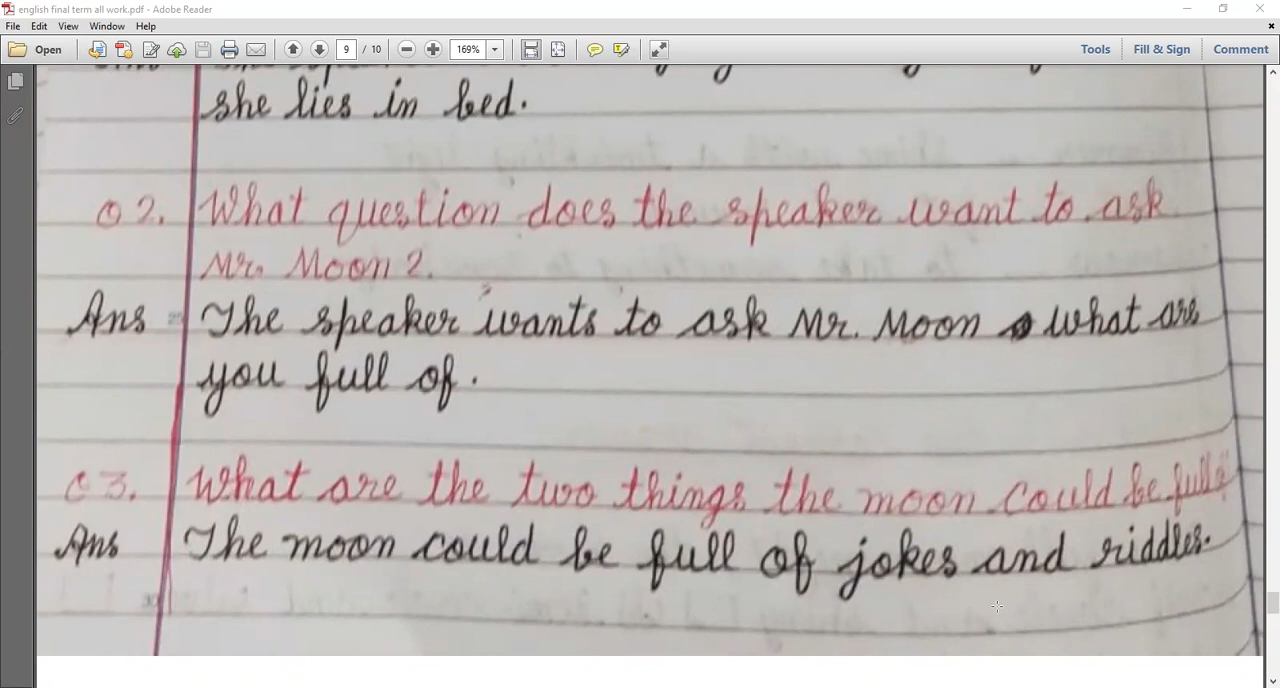 english final term all work.pdf - Adobe Reader
File Edit View Window Help
Open 9 / 10 169% Tools Fill & Sign Comment
she lies in bed.
Q2. What question does the speaker want to ask
Mr. Moon?
Ans The speaker wants to ask Mr. Moon what are
you full of.
Q3. What are the two things the moon could be full
Ans The moon could be full of jokes and riddles.